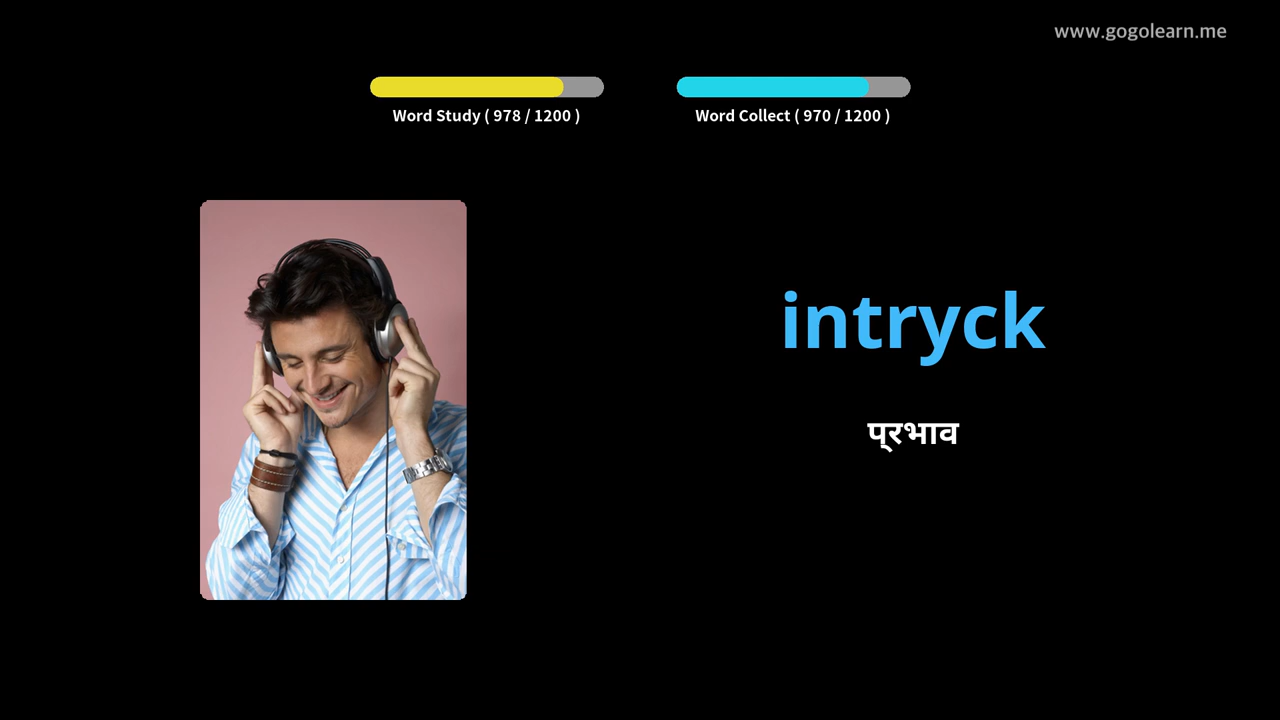 www.gogolearn.me
Word Study ( 978 / 1200 )
Word Collect ( 970 / 1200 )
intryck
प्रभाव